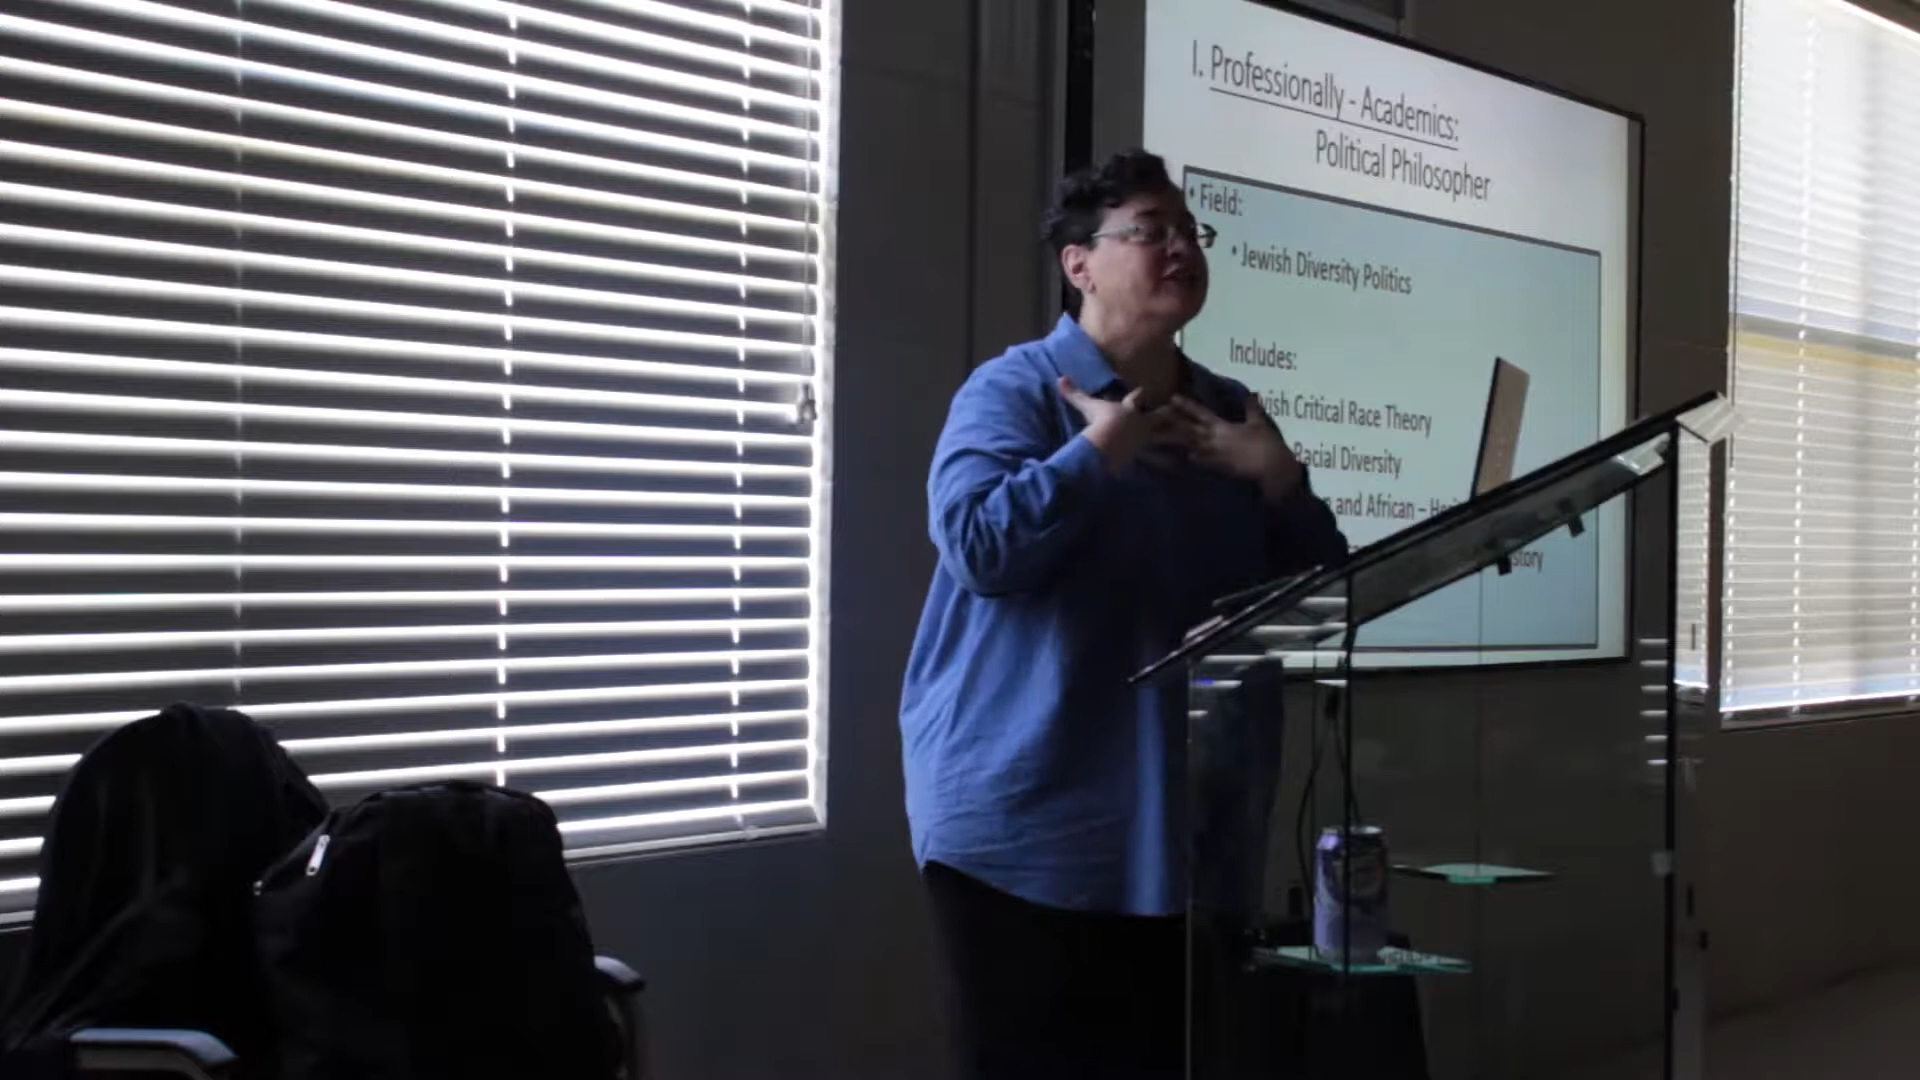 I. Professionally - Academics:
Political Philosopher
• Field:
• Jewish Diversity Politics
Includes:
Critical Race Theory
Racial Diversity
and African –